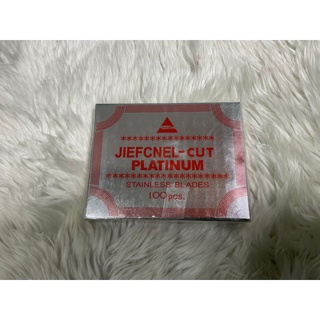 JIEFCNEL-CUT
PLATINUM
STAINLESS BLADES
100 pcs.